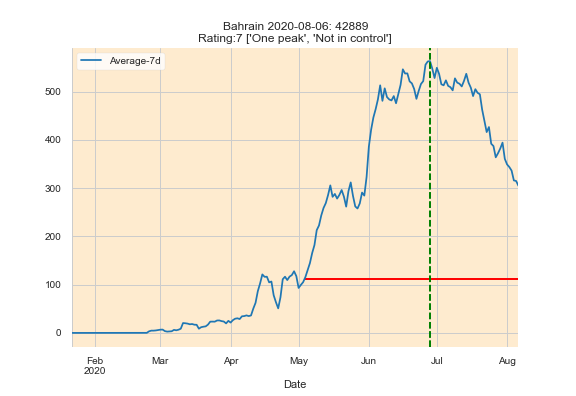 Bahrain 2020-08-06: 42889
Rating:7 ['One peak', 'Not in control']
Average-7d
500
400
300
200
100
0
Feb
2020
Mar
Apr
May
Jun
Jul
Aug
Date